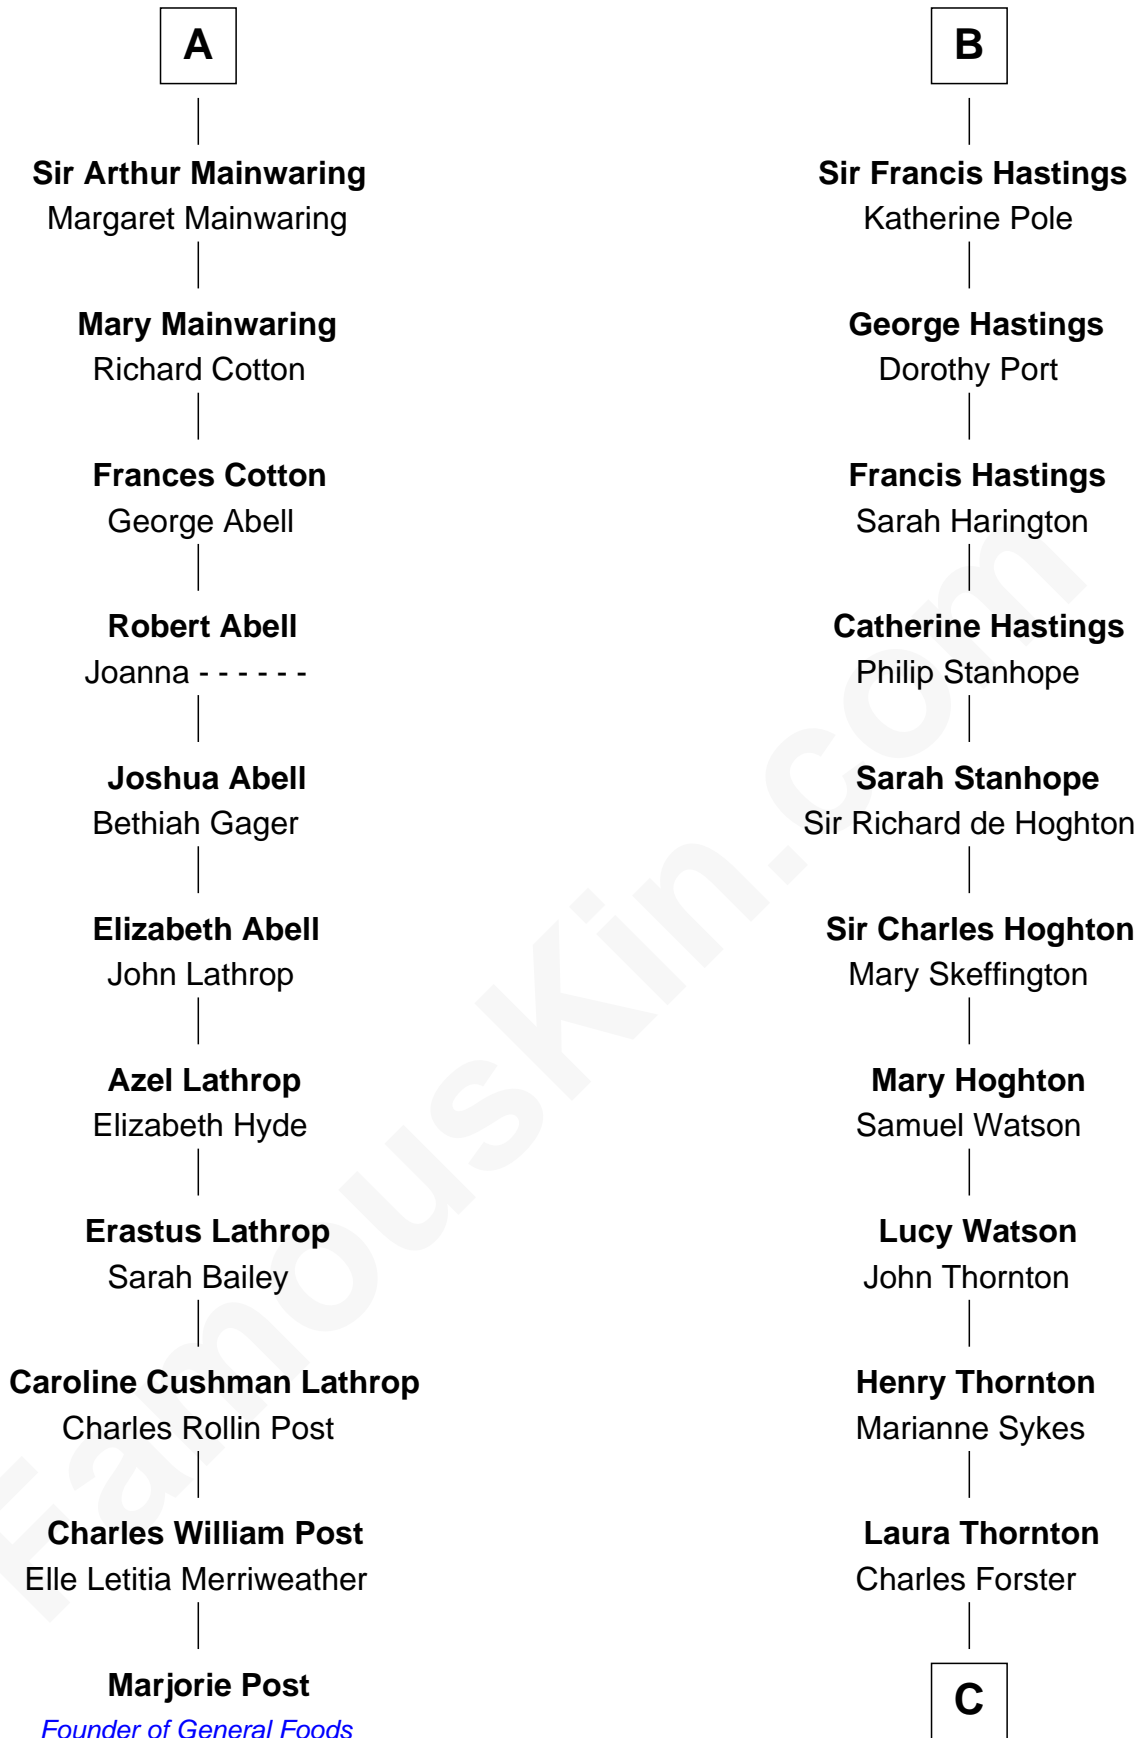 A
Sir Arthur Mainwaring
Margaret Mainwaring
Mary Mainwaring
Richard Cotton
Frances Cotton
George Abell
Robert Abell
Joanna - - - - - -
Joshua Abell
Bethiah Gager
Elizabeth Abell
John Lathrop
Azel Lathrop
Elizabeth Hyde
Erastus Lathrop
Sarah Bailey
Caroline Cushman Lathrop
Charles Rollin Post
Charles William Post
Elle Letitia Merriweather
Marjorie Post
Founder of General Foods
B
Sir Francis Hastings
Katherine Pole
George Hastings
Dorothy Port
Francis Hastings
Sarah Harington
Catherine Hastings
Philip Stanhope
Sarah Stanhope
Sir Richard de Hoghton
Sir Charles Hoghton
Mary Skeffington
Mary Hoghton
Samuel Watson
Lucy Watson
John Thornton
Henry Thornton
Marianne Sykes
Laura Thornton
Charles Forster
C
FamousKin.com